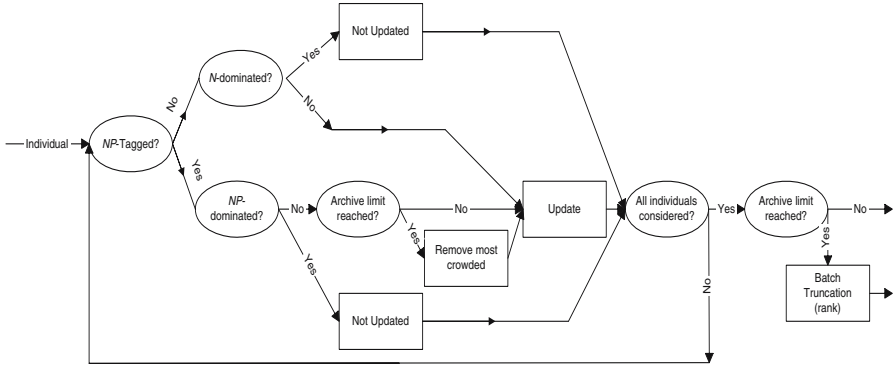 Not Updated
Yes
N-dominated?
No
No
Individual
NP-Tagged?
Yes
NP-
dominated?
No
Archive limit
reached?
No
Update
All individuals
considered?
Yes
Archive limit
reached?
No
Yes
Remove most
crowded
Yes
Yes
Not Updated
No
Batch
Truncation
(rank)